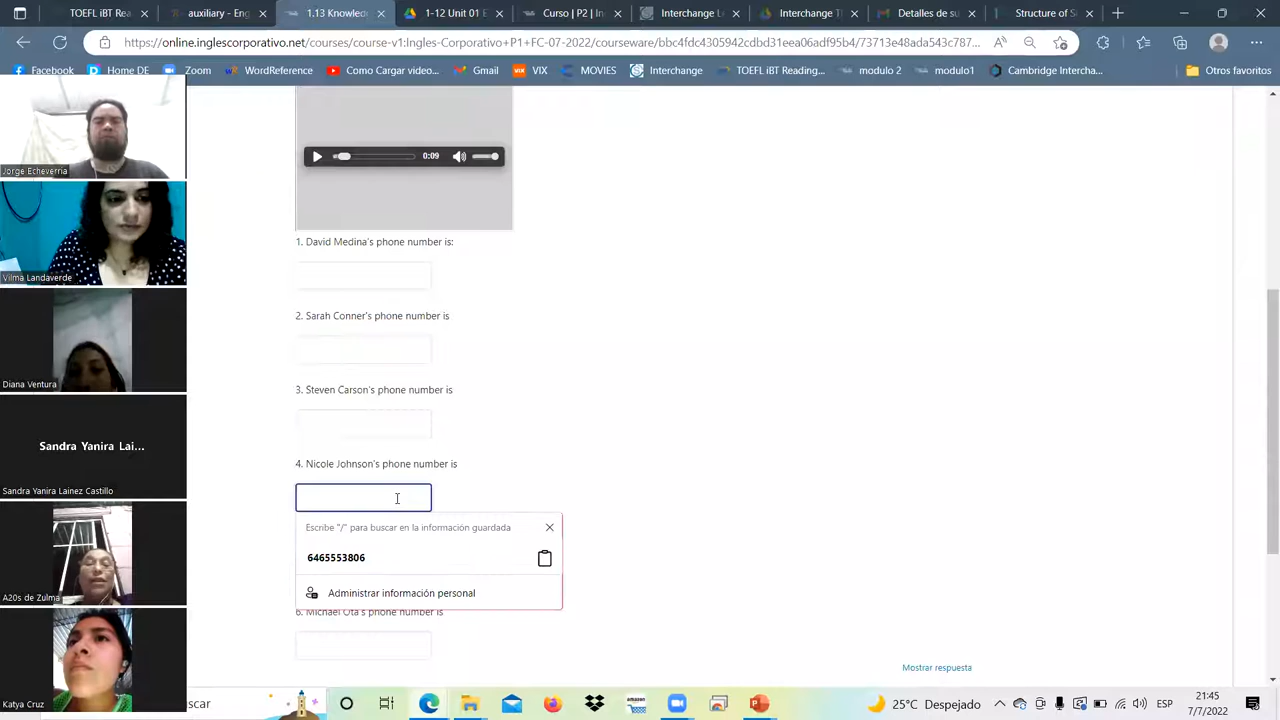 TOEFL iBT Rea
auxiliary - Eng
1.13 Knowled
1-12 Unit 01 E
Curso | P2 | In
Interchange
Interchange T
Detalles de su
Structure of Se
https://online.inglescorporativo.net/courses/course-v1:Ingles-Corporativo+P1+FC-07-2022/courseware/bbc4fdc4305942cdbd31eea06adf95b4/73713e48ada543c787...
Facebook
Home DE
Zoom
WordReference
Como Cargar video...
Gmail
VIX
MOVIES
Interchange
TOEFL iBT Reading...
modulo 2
modulo1
Cambridge Intercha...
Otros favoritos
Jorge Echeverria
0:09
Vilma Landaverde
1. David Medina's phone number is:
2. Sarah Conner's phone number is
Diana Ventura
3. Steven Carson's phone number is
Sandra Yanira Lai...
4. Nicole Johnson's phone number is
Sandra Yanira Lainez Castillo
Escribe "/" para buscar en la información guardada
6465553806
Administrar información personal
A20s de Zulma
6. Michael Ota's phone number is
Mostrar respuesta
Katya Cruz
scar
25°C Despejado
ESP
21:45
7/7/2022